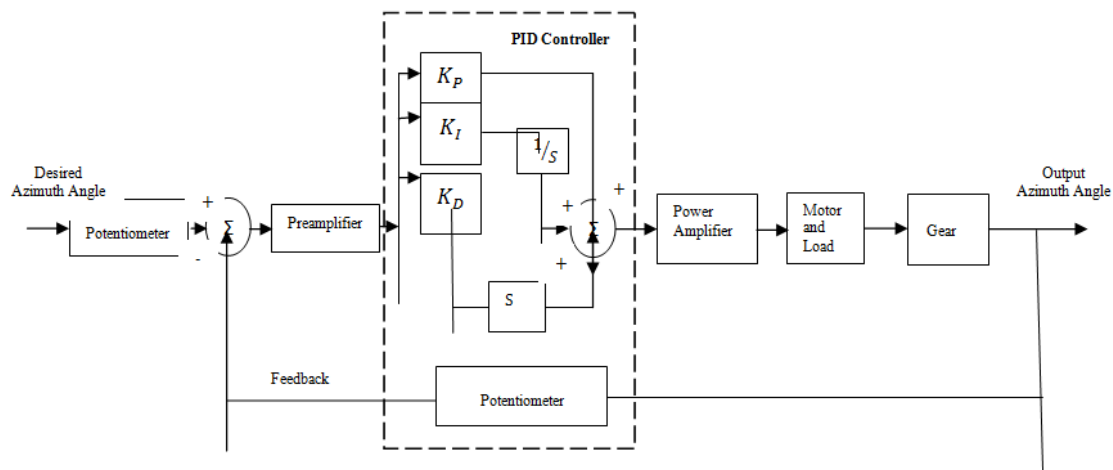 PID Controller
K_P
K_I
1/S
K_D
Desired
Azimuth Angle
+
Potentiometer
Σ
-
Preamplifier
+
+
Σ
+
S
Power
Amplifier
Motor
and
Load
Gear
Output
Azimuth Angle
Feedback
Potentiometer